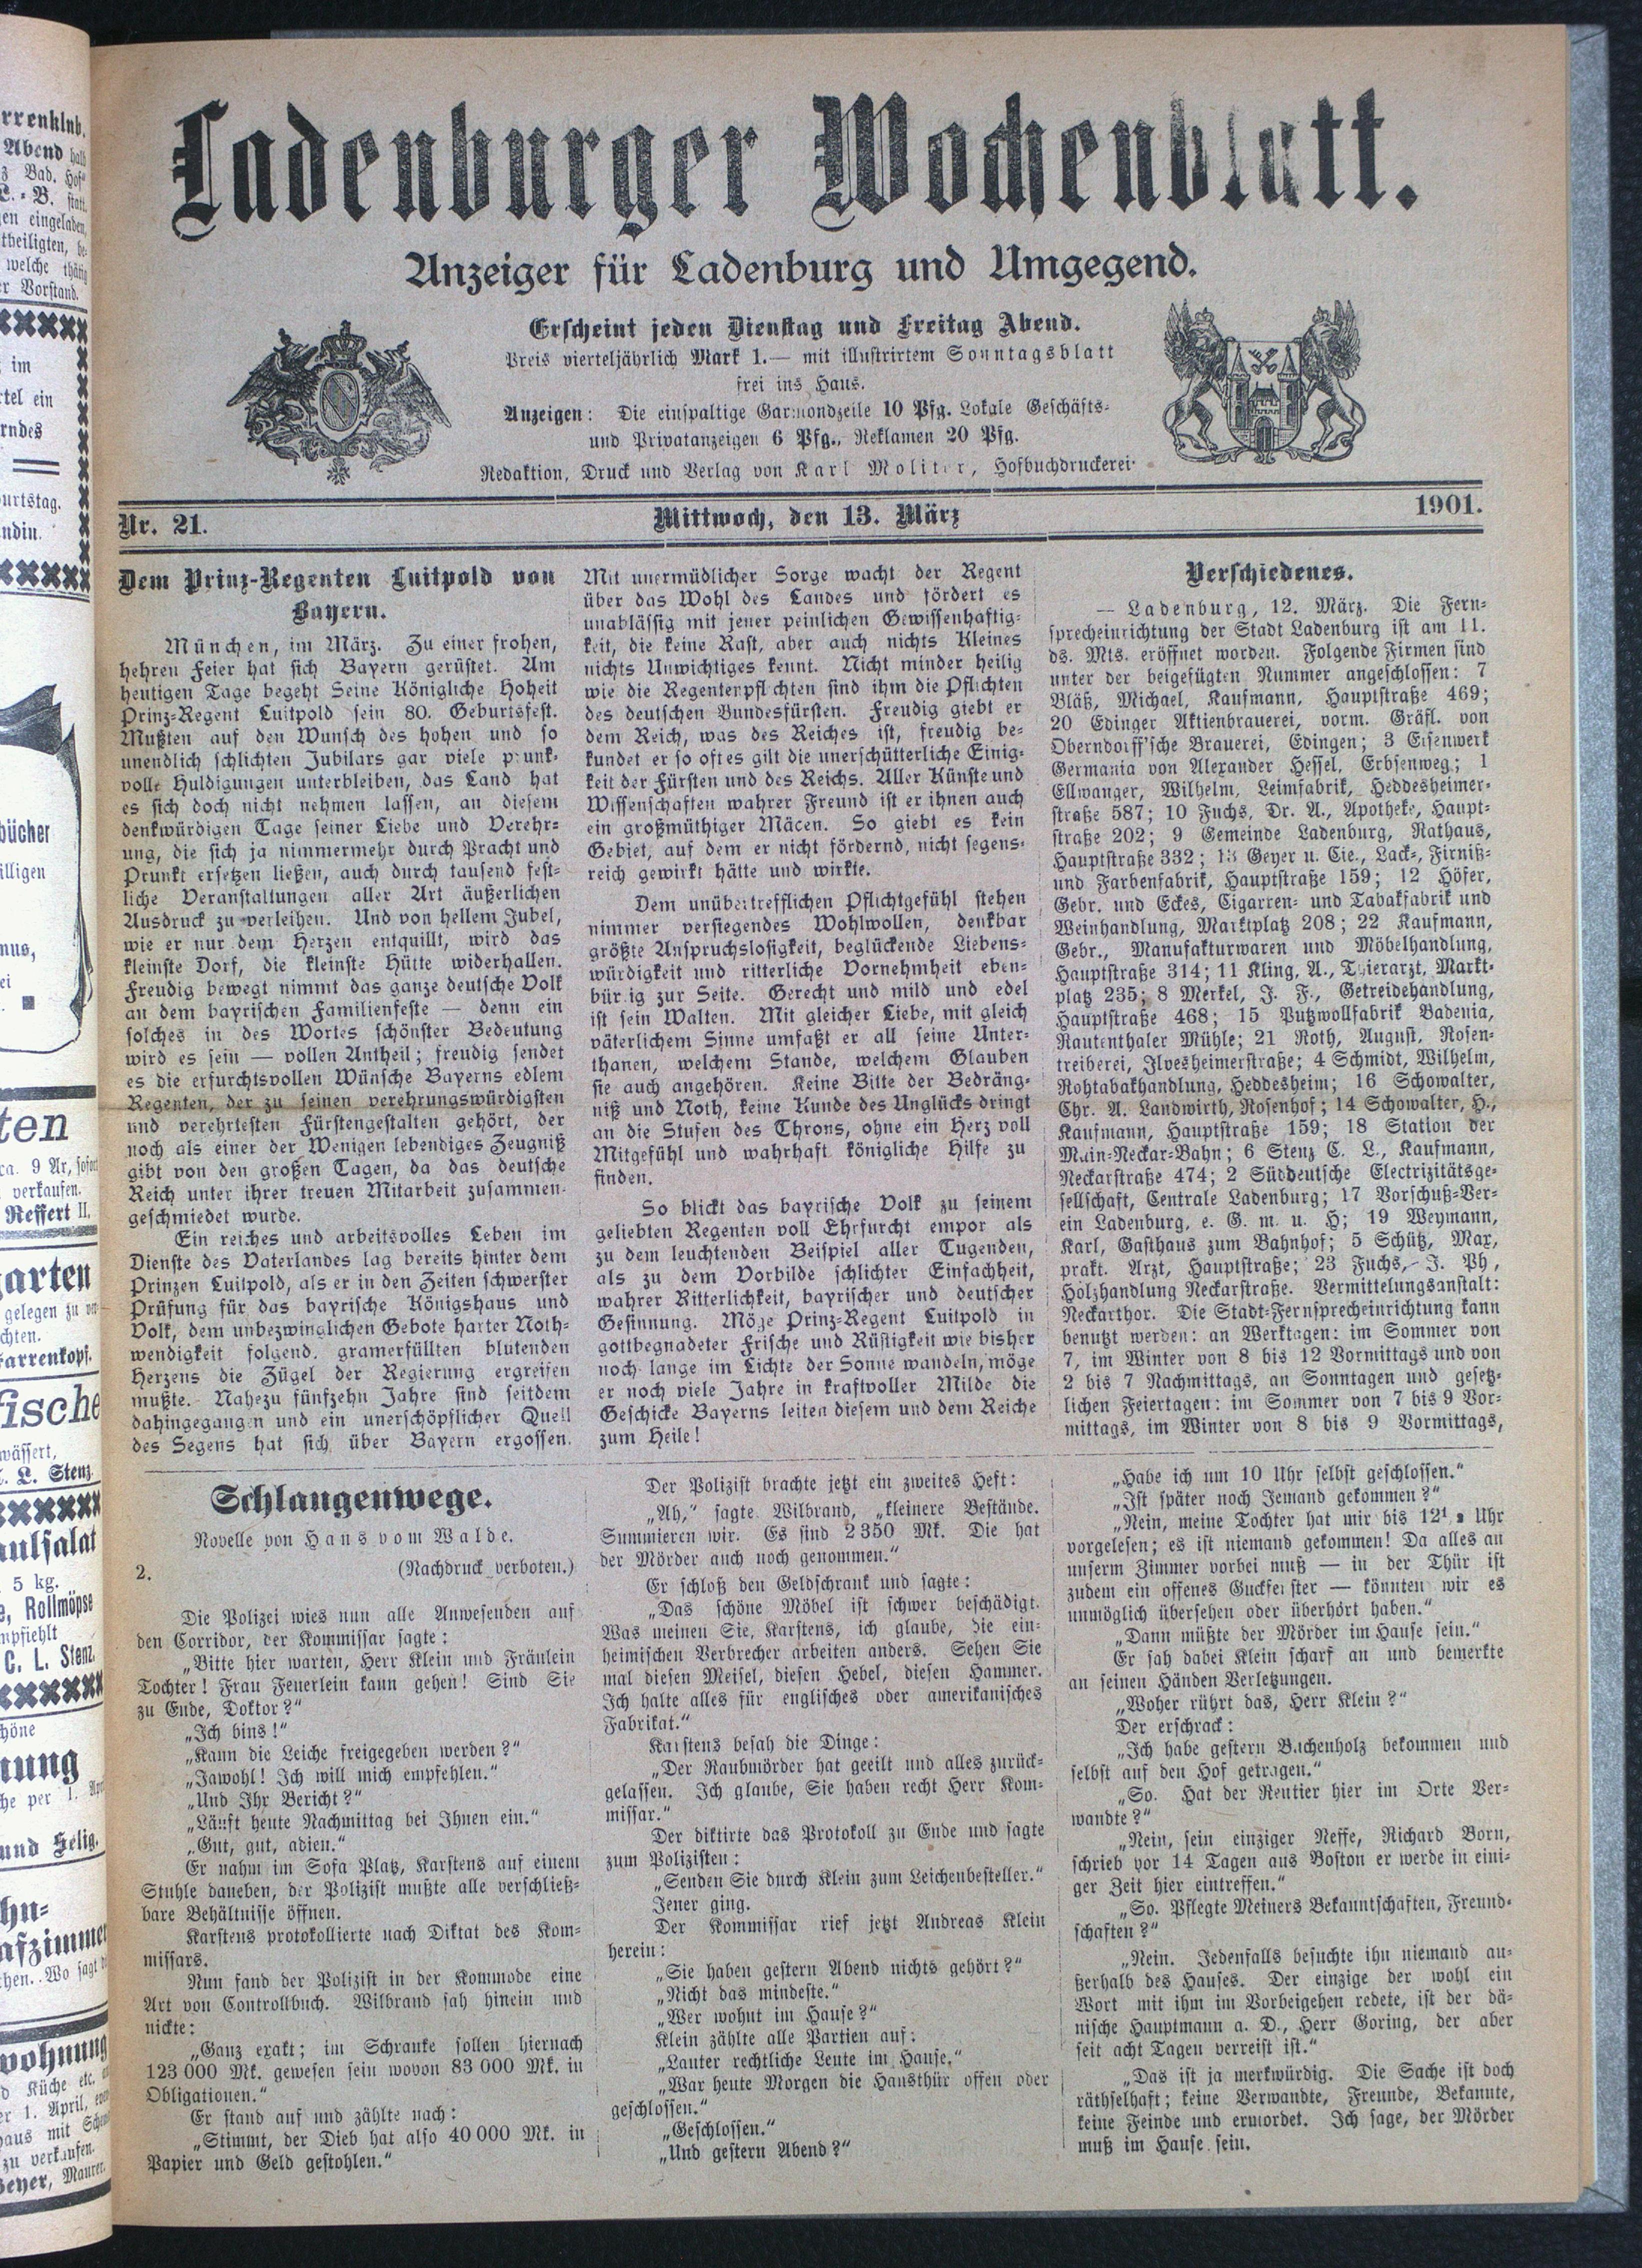 Ladenburger Wochenblatt.
Anzeiger für Ladenburg und Umgegend.
Erscheint jeden Dienstag und Freitag Abend.
Preis vierteljährlich Mark 1.— mit illustrirtem Sonntagsblatt
frei ins Haus.
Anzeigen: Die einspaltige Garmondzeile 10 Pfg. Lokale Geschäfts-
und Privatanzeigen 6 Pfg., Reklamen 20 Pfg.
Redaktion, Druck und Verlag von Karl Molitor, Hofbuchdruckerei
Nr. 21.
Mittwoch, den 13. März
1901.
Dem Prinz-Regenten Luitpold von
Bayern.
München, im März. Zu einer frohen,
hehren Feier hat sich Bayern gerüstet. Am
heutigen Tage begeht Seine Königliche Hoheit
Prinz-Regent Luitpold sein 80. Geburtsfest.
Mußten auf den Wunsch des hohen und so
unendlich schlichten Jubilars gar viele prunk-
volle Huldigungen unterbleiben, das Land hat
es sich doch nicht nehmen lassen, an diesem
denkwürdigen Tage seiner Liebe und Verehr-
ung, die sich ja nimmermehr durch Pracht und
Prunkt ersetzen ließen, auch durch tausend fest-
liche Veranstaltungen aller Art äußerlichen
Ausdruck zu verleihen. Und von hellem Jubel,
wie er nur dem Herzen entquillt, wird das
kleinste Dorf, die kleinste Hütte widerhallen.
Freudig bewegt nimmt das ganze deutsche Volk
an dem bayrischen Familienfeste — denn ein
solches in des Wortes schönster Bedeutung
wird es sein — vollen Antheil; freudig sendet
es die erfurchtsvollen Wünsche Bayerns edlem
Regenten, der zu seinen verehrungswürdigsten
und verehrtesten Fürstengestalten gehört, der
noch als einer der Wenigen lebendiges Zeugniß
gibt von den großen Tagen, da das deutsche
Reich unter ihrer treuen Mitarbeit zusammen-
geschmiedet wurde.
Ein reiches und arbeitsvolles Leben im
Dienste des Vaterlandes lag bereits hinter dem
Prinzen Luitpold, als er in den Zeiten schwerster
Prüfung für das bayrische Königshaus und
Volk, dem unbezwinglichen Gebote harter Noth-
wendigkeit folgend, gramerfüllten blutenden
Herzens die Zügel der Regierung ergreifen
mußte. Nahezu fünfzehn Jahre sind seitdem
dahingegangen und ein unerschöpflicher Quell
des Segens hat sich über Bayern ergossen.
Mit unermüdlicher Sorge wacht der Regent
über das Wohl des Landes und fördert es
unablässig mit jener peinlichen Gewissenhaftig-
keit, die keine Rast, aber auch nichts Kleines
nichts Unwichtiges kennt. Nicht minder heilig
wie die Regentenpflichten sind ihm die Pflichten
des deutschen Bundesfürsten. Freudig giebt er
dem Reich, was des Reiches ist, freudig be-
kundet er so oft es gilt die unerschütterliche Einig-
keit der Fürsten und des Reichs. Aller Künste und
Wissenschaften wahrer Freund ist er ihnen auch
ein großmüthiger Mäcen. So giebt es kein
Gebiet, auf dem er nicht fördernd, nicht segens-
reich gewirkt hätte und wirkte.
Dem unübertrefflichen Pflichtgefühl stehen
nimmer versiegendes Wohlwollen, denkbar
größte Anspruchslosigkeit, beglückende Liebens-
würdigkeit und ritterliche Vornehmheit eben-
bürtig zur Seite. Gerecht und mild und edel
ist sein Walten. Mit gleicher Liebe, mit gleich
väterlichem Sinne umfaßt er all seine Unter-
thanen, welchem Stande, welchem Glauben
sie auch angehören. Keine Bitte der Bedräng-
niß und Noth, keine Kunde des Unglücks dringt
an die Stufen des Throns, ohne ein Herz voll
Mitgefühl und wahrhaft königliche Hilfe zu
finden.
So blickt das bayrische Volk zu seinem
geliebten Regenten voll Ehrfurcht empor als
zu dem leuchtenden Beispiel aller Tugenden,
als zu dem Vorbilde schlichter Einfachheit,
wahrer Ritterlichkeit, bayrischer und deutscher
Gesinnung. Möge Prinz-Regent Luitpold in
gottbegnadeter Frische und Rüstigkeit wie bisher
noch lange im Lichte der Sonne wandeln, möge
er noch viele Jahre in kraftvoller Milde die
Geschicke Bayerns leiten diesem und dem Reiche
zum Heile!
Verschiedenes.
— Ladenburg, 12. März. Die Fern-
sprecheinrichtung der Stadt Ladenburg ist am 11.
ds. Mts. eröffnet worden. Folgende Firmen sind
unter der beigefügten Nummer angeschlossen: 7
Bläß, Michael, Kaufmann, Hauptstraße 469;
20 Edinger Aktienbrauerei, vorm. Gräfl. von
Oberndorff'sche Brauerei, Edingen; 3 Eisenwerk
Germania von Alexander Hessel, Erbsenweg; 1
Ellwanger, Wilhelm, Leimfabrik, Heddesheimer-
straße 587; 10 Fuchs, Dr. A., Apotheke, Haupt-
straße 202; 9 Gemeinde Ladenburg, Rathaus,
Hauptstraße 332; 13 Geyer u. Cie., Lack-, Firniß-
und Farbenfabrik, Hauptstraße 159; 12 Höfer,
Gebr. und Eckes, Cigarren- und Tabakfabrik und
Weinhandlung, Marktplatz 208; 22 Kaufmann,
Gebr., Manufakturwaren und Möbelhandlung,
Hauptstraße 314; 11 Kling, A., Thierarzt, Markt-
platz 235; 8 Merkel, J. F., Getreidehandlung,
Hauptstraße 468; 15 Putzwollfabrik Badenia,
Rautenthaler Mühle; 21 Roth, August, Rosen-
treiberei, Ilvesheimerstraße; 4 Schmidt, Wilhelm,
Rohtabakhandlung, Heddesheim; 16 Schowalter,
Chr. A. Landwirth, Rosenhof; 14 Schowalter, H.,
Kaufmann, Hauptstraße 159; 18 Station der
Main-Neckar-Bahn; 6 Stenz C. L., Kaufmann,
Neckarstraße 474; 2 Süddeutsche Electrizitätsge-
sellschaft, Centrale Ladenburg; 17 Vorschuß-Ver-
ein Ladenburg, e. G. m. u. H; 19 Weymann,
Karl, Gasthaus zum Bahnhof; 5 Schütz, Max,
prakt. Arzt, Hauptstraße; 23 Fuchs, J. Ph,
Holzhandlung Neckarstraße. Vermittelungsanstalt:
Neckarthor. Die Stadt-Fernsprecheinrichtung kann
benutzt werden: an Werktagen: im Sommer von
7, im Winter von 8 bis 12 Vormittags und von
2 bis 7 Nachmittags, an Sonntagen und gesetz-
lichen Feiertagen: im Sommer von 7 bis 9 Vor-
mittags, im Winter von 8 bis 9 Vormittags,
Schlangenwege.
Novelle von Hans vom Walde.
2.
(Nachdruck verboten.)
Die Polizei wies nun alle Anwesenden auf
den Corridor, der Kommissar sagte:
„Bitte hier warten, Herr Klein und Fräulein
Tochter! Frau Feuerlein kann gehen! Sind Sie
zu Ende, Doktor?“
„Ich bins!“
„Kann die Leiche freigegeben werden?“
„Jawohl! Ich will mich empfehlen.“
„Und Ihr Bericht?“
„Läuft heute Nachmittag bei Ihnen ein.“
„Gut, gut, adieu.“
Er nahm im Sofa Platz, Karstens auf einem
Stuhle daneben, der Polizist mußte alle verschließ-
bare Behältnisse öffnen.
Karstens protokollierte nach Diktat des Kom-
missars.
Nun fand der Polizist in der Kommode eine
Art von Controllbuch. Wilbrand sah hinein und
nickte:
„Ganz exakt; im Schranke sollen hiernach
123 000 Mk. gewesen sein wovon 83 000 Mk. in
Obligationen.“
Er stand auf und zählte nach:
„Stimmt, der Dieb hat also 40 000 Mk. in
Papier und Geld gestohlen.“
Der Polizist brachte jetzt ein zweites Heft:
„Ah,“ sagte Wilbrand, „kleinere Bestände.
Summieren wir. Es sind 2350 Mk. Die hat
der Mörder auch noch genommen.“
Er schloß den Geldschrank und sagte:
„Das schöne Möbel ist schwer beschädigt.
Was meinen Sie, Karstens, ich glaube, die ein-
heimischen Verbrecher arbeiten anders. Sehen Sie
mal diesen Meisel, diesen Hebel, diesen Hammer.
Ich halte alles für englisches oder amerikanisches
Fabrikat.“
Karstens besah die Dinge:
„Der Raubmörder hat geeilt und alles zurück-
gelassen. Ich glaube, Sie haben recht Herr Kom-
missar.“
Der diktirte das Protokoll zu Ende und sagte
zum Polizisten:
„Senden Sie durch Klein zum Leichenbesteller.“
Jener ging.
Der Kommissar rief jetzt Andreas Klein
herein:
„Sie haben gestern Abend nichts gehört?“
„Nicht das mindeste.“
„Wer wohnt im Hause?“
Klein zählte alle Partien auf:
„Lauter rechtliche Leute im Hause.“
„War heute Morgen die Hausthür offen oder
geschlossen.“
„Geschlossen.“
„Und gestern Abend?“
„Habe ich um 10 Uhr selbst geschlossen.“
„Ist später noch Jemand gekommen?“
„Nein, meine Tochter hat mir bis 12 Uhr
vorgelesen; es ist niemand gekommen! Da alles an
unserm Zimmer vorbei muß — in der Thür ist
zudem ein offenes Guckfenster — könnten wir es
unmöglich übersehen oder überhört haben.“
„Dann müßte der Mörder im Hause sein.“
Er sah dabei Klein scharf an und bemerkte
an seinen Händen Verletzungen.
„Woher rührt das, Herr Klein?“
Der erschrack:
„Ich habe gestern Buchenholz bekommen und
selbst auf den Hof getragen.“
„So. Hat der Rentier hier im Orte Ver-
wandte?“
„Nein, sein einziger Neffe, Richard Born,
schrieb vor 14 Tagen aus Boston er werde in eini-
ger Zeit hier eintreffen.“
„So. Pflegte Meiners Bekanntschaften, Freund-
schaften?“
„Nein. Jedenfalls besuchte ihn niemand au-
ßerhalb des Hauses. Der einzige der wohl ein
Wort mit ihm im Vorbeigehen redete, ist der dä-
nische Hauptmann a. D., Herr Goring, der aber
seit acht Tagen verreist ist.“
„Das ist ja merkwürdig. Die Sache ist doch
räthselhaft; keine Verwandte, Freunde, Bekannte,
keine Feinde und ermordet. Ich sage, der Mörder
muß im Hause sein.